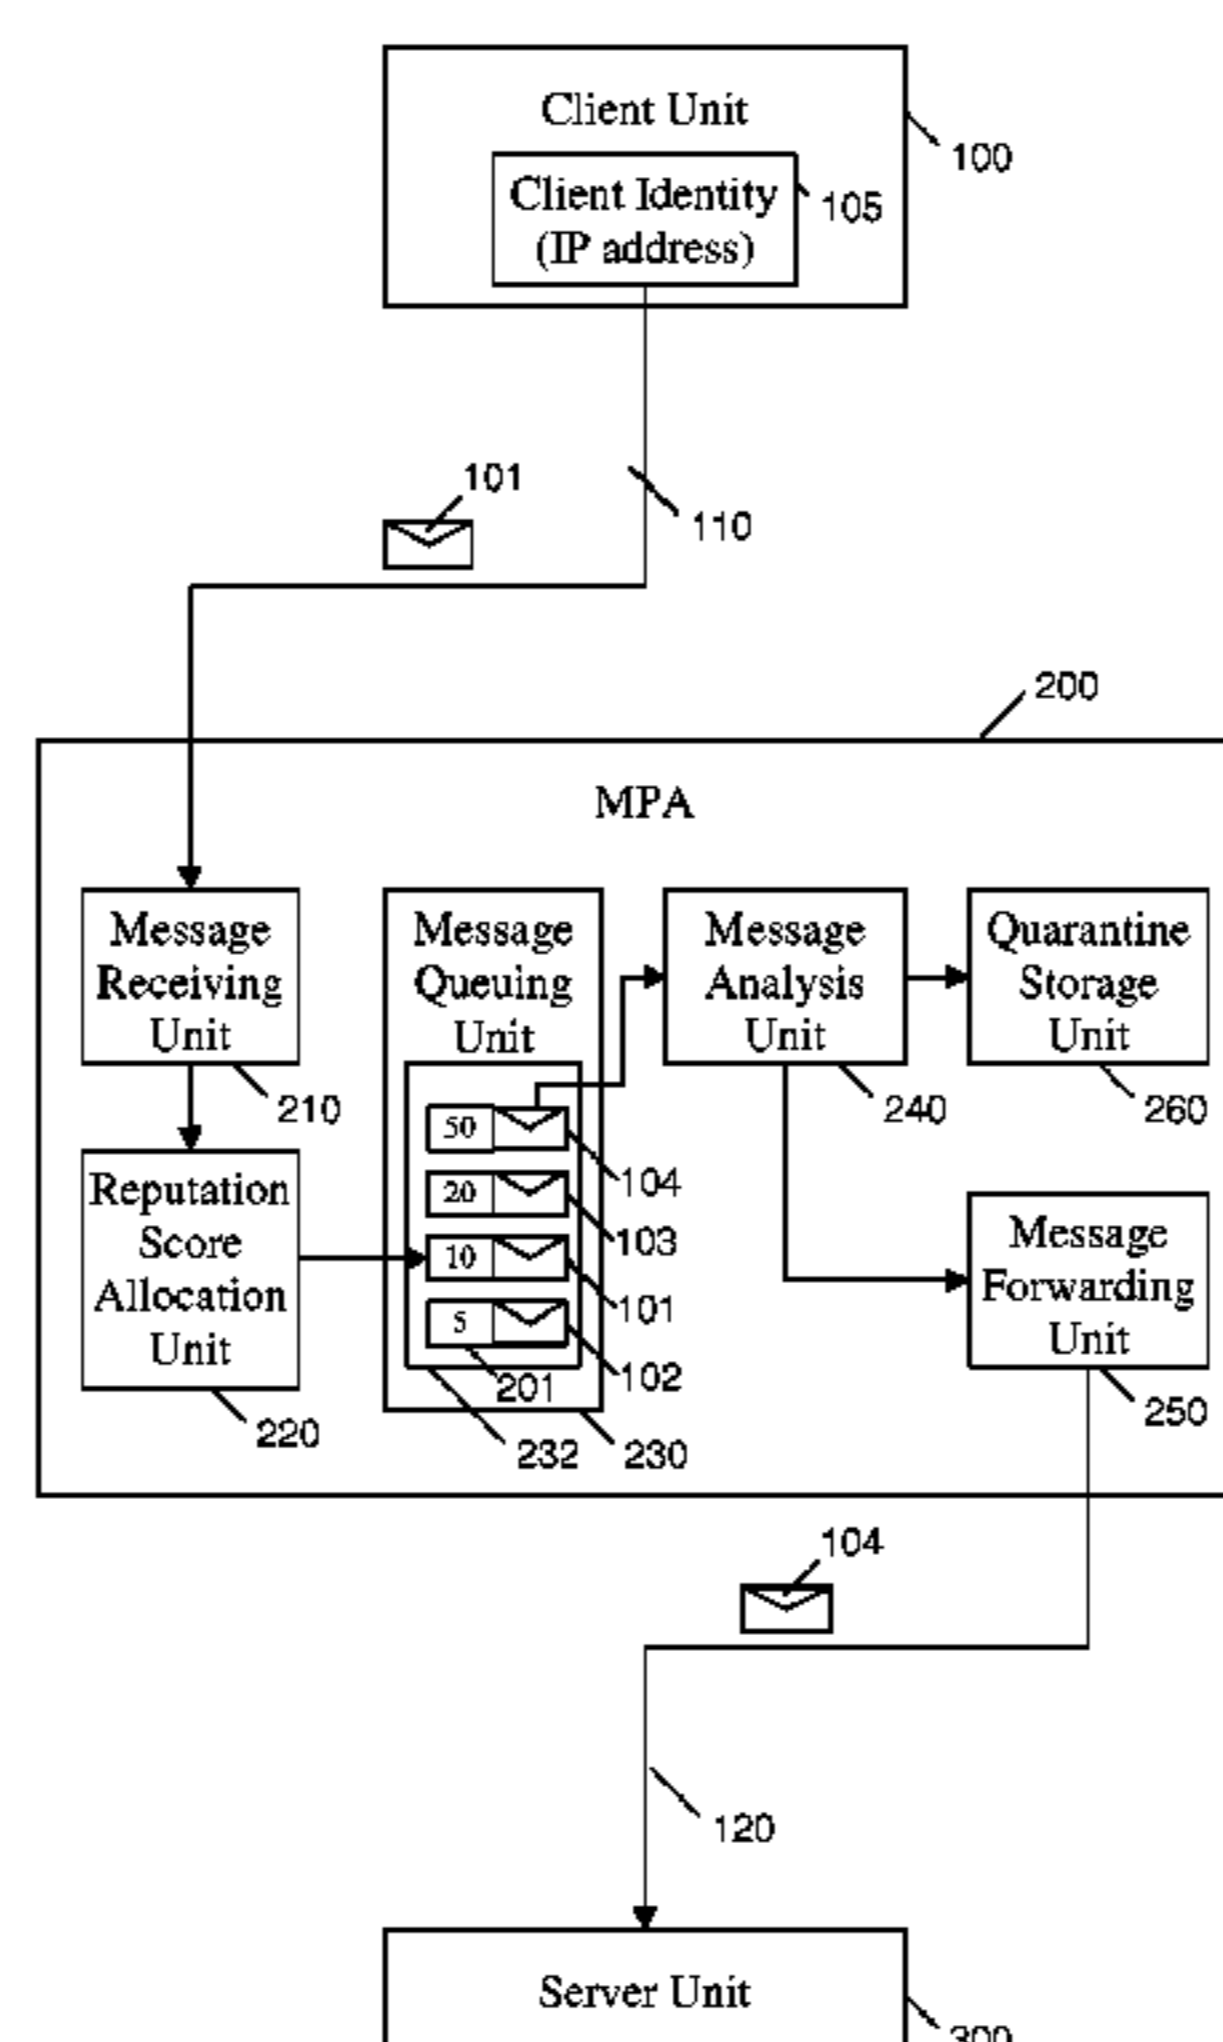 Client Unit
100
Client Identity
(IP address)
105
101
110
200
MPA
Message
Receiving
Unit
210
Message
Queuing
Unit
Message
Analysis
Unit
240
Quarantine
Storage
Unit
260
50
104
20
103
10
101
5
102
201
232
230
Reputation
Score
Allocation
Unit
220
Message
Forwarding
Unit
250
104
120
Server Unit
300